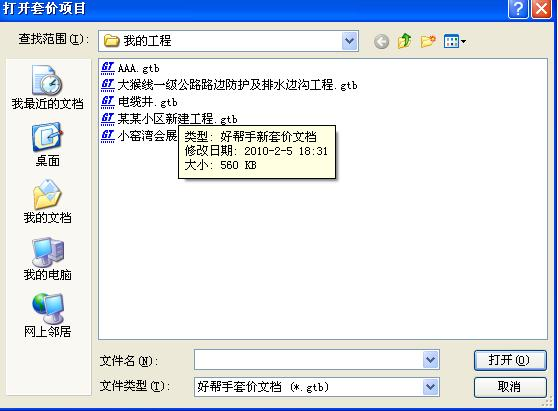 打开套价项目
查找范围(I):
我的工程
我最近的文档
桌面
我的文档
我的电脑
网上邻居
GT AAA.gtb
GT 大猴线一级公路路边防护及排水边沟工程.gtb
GT 电缆井.gtb
GT 某某小区新建工程.gtb
GT 小窑湾会展
类型: 好帮手新套价文档
修改日期: 2010-2-5 18:31
大小: 560 KB
文件名(N):
打开(O)
文件类型(T):
好帮手套价文档 (*.gtb)
取消